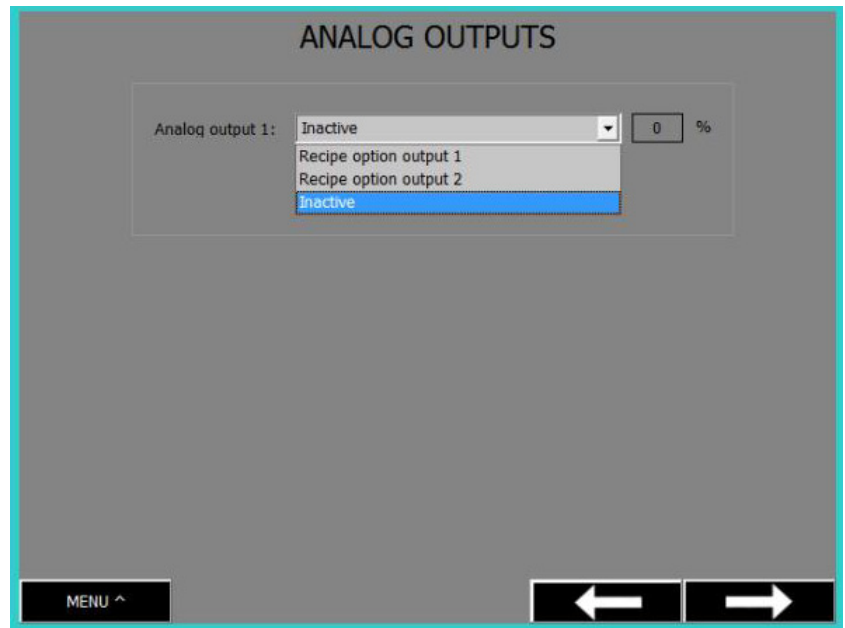 ANALOG OUTPUTS
Analog output 1: Inactive 0 %
Recipe option output 1
Recipe option output 2
Inactive
MENU ^